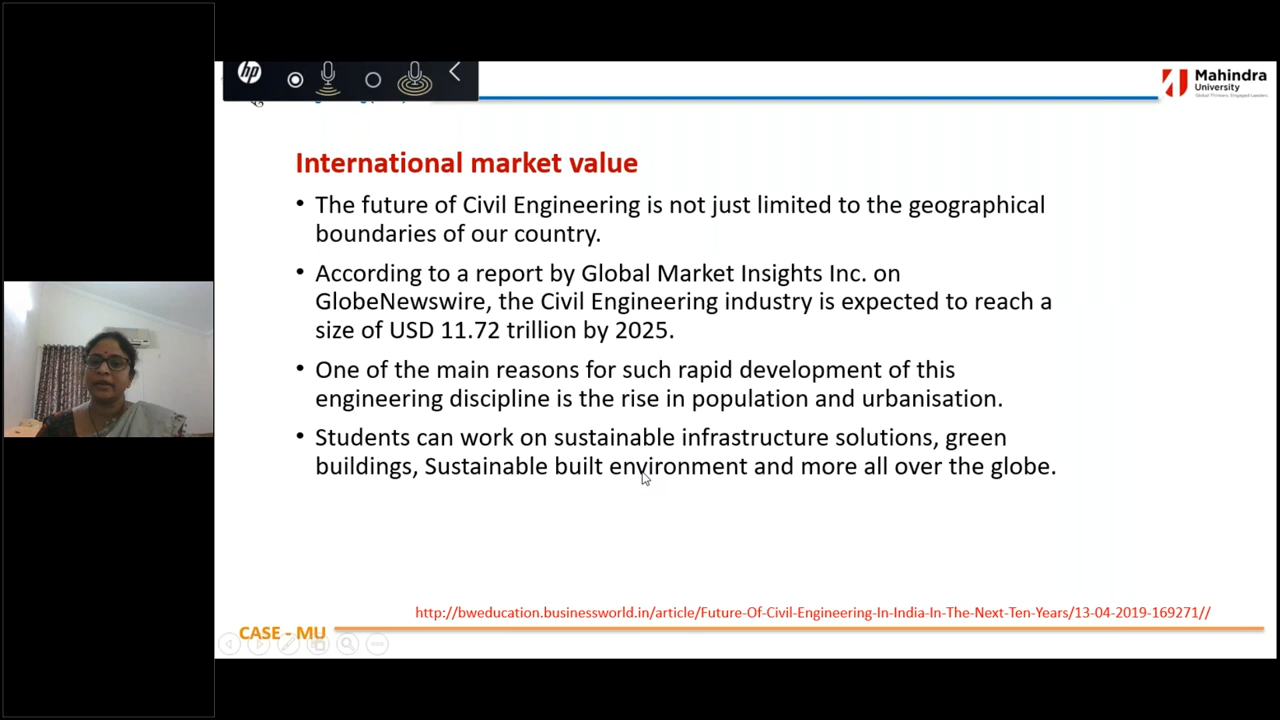 hp
Mahindra
University
Global Thinkers. Engaged Leaders.
International market value
• The future of Civil Engineering is not just limited to the geographical
boundaries of our country.
• According to a report by Global Market Insights Inc. on
GlobeNewswire, the Civil Engineering industry is expected to reach a
size of USD 11.72 trillion by 2025.
• One of the main reasons for such rapid development of this
engineering discipline is the rise in population and urbanisation.
• Students can work on sustainable infrastructure solutions, green
buildings, Sustainable built environment and more all over the globe.
http://bweducation.businessworld.in/article/Future-Of-Civil-Engineering-In-India-In-The-Next-Ten-Years/13-04-2019-169271//
CASE - MU